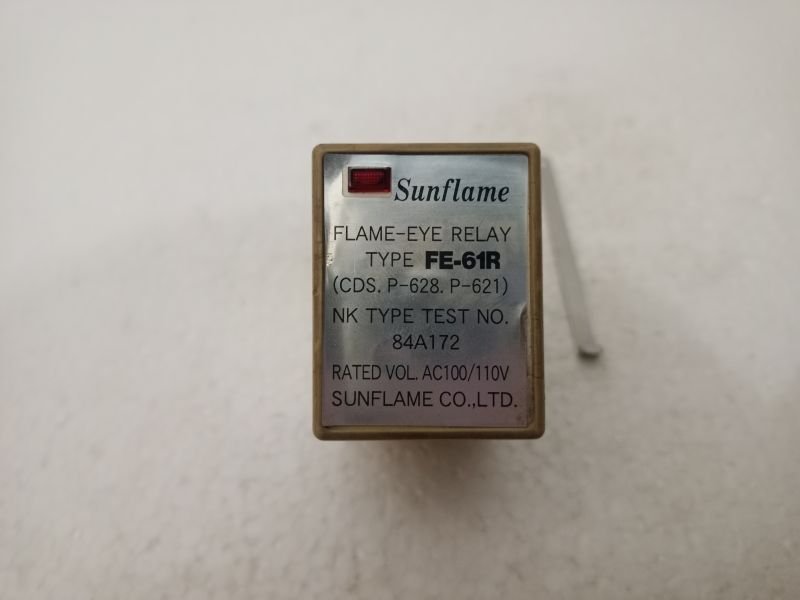 Sunflame
FLAME-EYE RELAY
TYPE FE-61R
(CDS. P-628. P-621)
NK TYPE TEST NO.
84A172
RATED VOL. AC100/110V
SUNFLAME CO.,LTD.